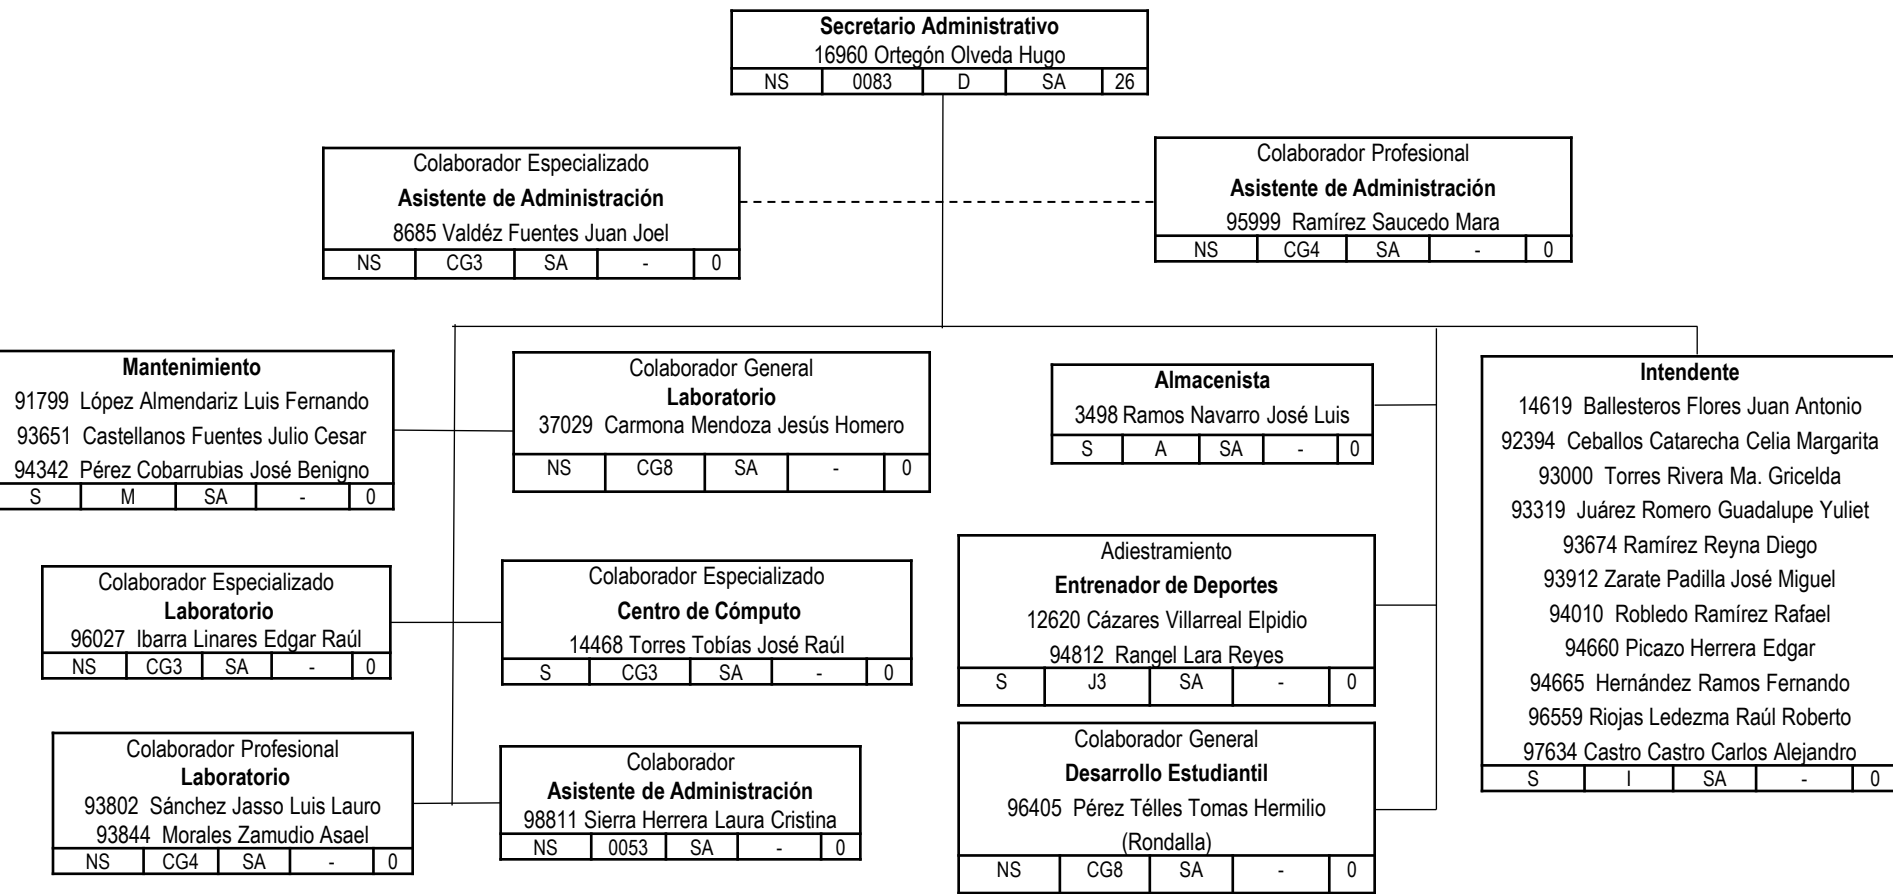 Secretario Administrativo
16960 Ortegón Olveda Hugo
NS 0083 D SA 26
Colaborador Especializado
Asistente de Administración
8685 Valdéz Fuentes Juan Joel
NS CG3 SA - 0
Colaborador Profesional
Asistente de Administración
95999 Ramírez Saucedo Mara
NS CG4 SA - 0
Mantenimiento
91799 López Almendariz Luis Fernando
93651 Castellanos Fuentes Julio Cesar
94342 Pérez Cobarrubias José Benigno
S M SA - 0
Colaborador General
Laboratorio
37029 Carmona Mendoza Jesús Homero
NS CG8 SA - 0
Almacenista
3498 Ramos Navarro José Luis
S A SA - 0
Intendente
14619 Ballesteros Flores Juan Antonio
92394 Ceballos Catarecha Celia Margarita
93000 Torres Rivera Ma. Gricelda
93319 Juárez Romero Guadalupe Yuliet
93674 Ramírez Reyna Diego
93912 Zarate Padilla José Miguel
94010 Robledo Ramírez Rafael
94660 Picazo Herrera Edgar
94665 Hernández Ramos Fernando
96559 Riojas Ledezma Raúl Roberto
97634 Castro Castro Carlos Alejandro
S I SA - 0
Colaborador Especializado
Laboratorio
96027 Ibarra Linares Edgar Raúl
NS CG3 SA - 0
Colaborador Especializado
Centro de Cómputo
14468 Torres Tobías José Raúl
S CG3 SA - 0
Adiestramiento
Entrenador de Deportes
12620 Cázares Villarreal Elpidio
94812 Rangel Lara Reyes
S J3 SA - 0
Colaborador Profesional
Laboratorio
93802 Sánchez Jasso Luis Lauro
93844 Morales Zamudio Asael
NS CG4 SA - 0
Colaborador
Asistente de Administración
98811 Sierra Herrera Laura Cristina
NS 0053 SA - 0
Colaborador General
Desarrollo Estudiantil
96405 Pérez Télles Tomas Hermilio
(Rondalla)
NS CG8 SA - 0